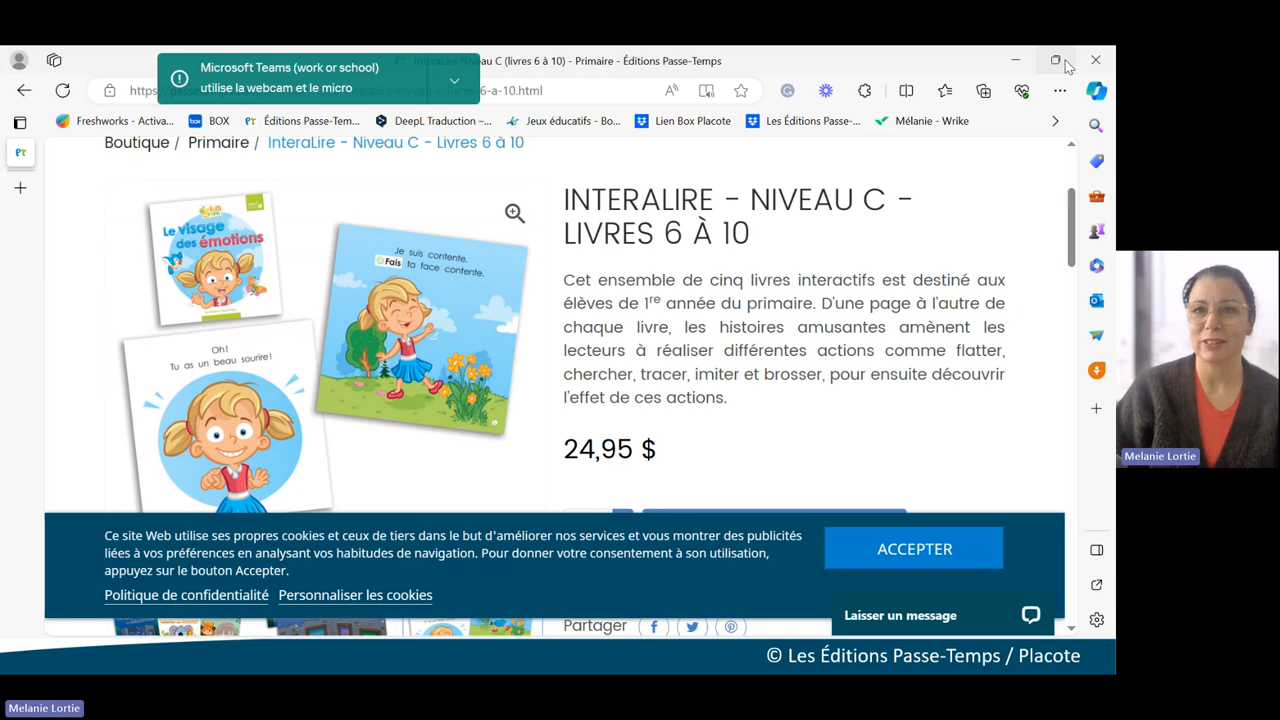 Microsoft Teams (work or school)
utilise la webcam et le micro
Niveau C (livres 6 à 10) - Primaire - Éditions Passe-Temps
https://
6-a-10.html
Freshworks - Activa...
BOX
Éditions Passe-Tem...
DeepL Traduction –...
Jeux éducatifs - Bo...
Lien Box Placote
Les Éditions Passe-...
Mélanie - Wrike
Boutique / Primaire / InteraLire - Niveau C - Livres 6 à 10
Le visage
des émotions
Je suis contente.
Fais ta face contente.
Oh!
Tu as un beau sourire!
INTERALIRE - NIVEAU C -
LIVRES 6 À 10
Cet ensemble de cinq livres interactifs est destiné aux
élèves de 1re année du primaire. D’une page à l’autre de
chaque livre, les histoires amusantes amènent les
lecteurs à réaliser différentes actions comme flatter,
chercher, tracer, imiter et brosser, pour ensuite découvrir
l’effet de ces actions.
24,95 $
Ce site Web utilise ses propres cookies et ceux de tiers dans le but d'améliorer nos services et vous montrer des publicités
liées à vos préférences en analysant vos habitudes de navigation. Pour donner votre consentement à son utilisation,
appuyez sur le bouton Accepter.
ACCEPTER
Politique de confidentialité Personnaliser les cookies
Laisser un message
Partager
Melanie Lortie
© Les Éditions Passe-Temps / Placote
Melanie Lortie